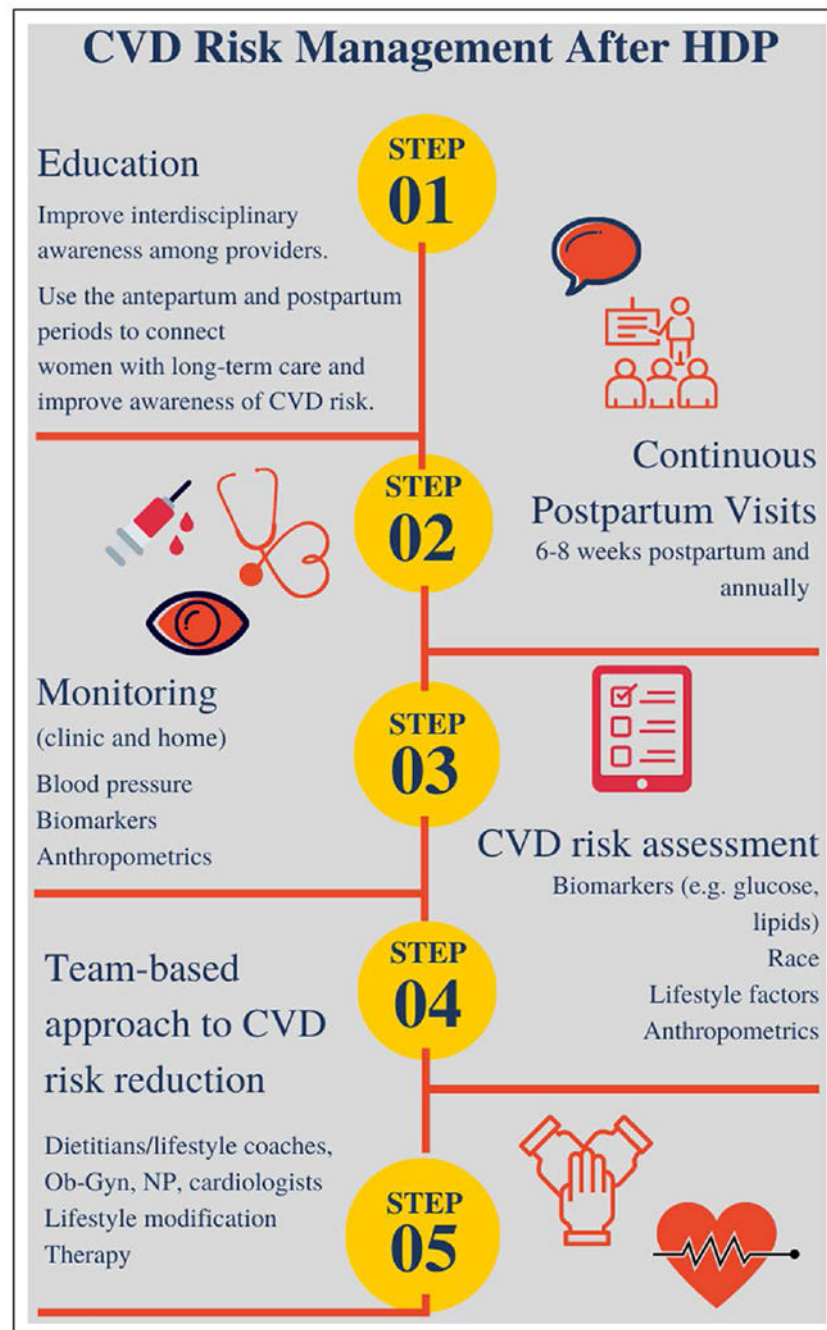 CVD Risk Management After HDP
STEP
01
Education
Improve interdisciplinary
awareness among providers.
Use the antepartum and postpartum
periods to connect
women with long-term care and
improve awareness of CVD risk.
STEP
02
Continuous
Postpartum Visits
6-8 weeks postpartum and
annually
STEP
03
Monitoring
(clinic and home)
Blood pressure
Biomarkers
Anthropometrics
STEP
04
CVD risk assessment
Biomarkers (e.g. glucose,
lipids)
Race
Lifestyle factors
Anthropometrics
STEP
05
Team-based
approach to CVD
risk reduction
Dietitians/lifestyle coaches,
Ob-Gyn, NP, cardiologists
Lifestyle modification
Therapy